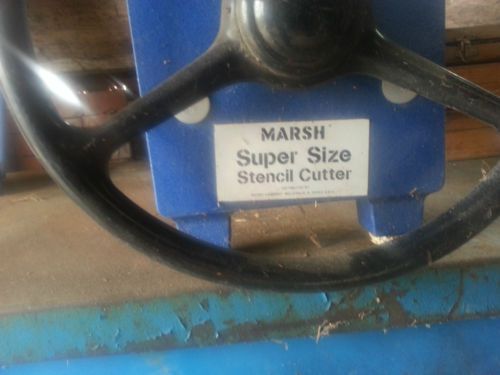 MARSH
Super Size
Stencil Cutter